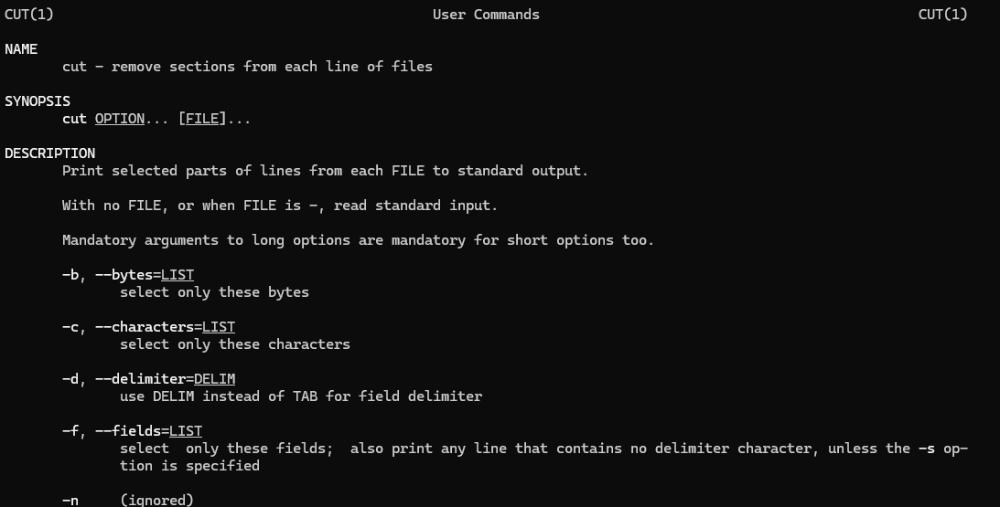 CUT(1) User Commands CUT(1)
NAME
cut - remove sections from each line of files
SYNOPSIS
cut OPTION... [FILE]...
DESCRIPTION
Print selected parts of lines from each FILE to standard output.
With no FILE, or when FILE is -, read standard input.
Mandatory arguments to long options are mandatory for short options too.
-b, --bytes=LIST
select only these bytes
-c, --characters=LIST
select only these characters
-d, --delimiter=DELIM
use DELIM instead of TAB for field delimiter
-f, --fields=LIST
select  only these fields;  also print any line that contains no delimiter character, unless the -s op-
tion is specified
-n     (ignored)